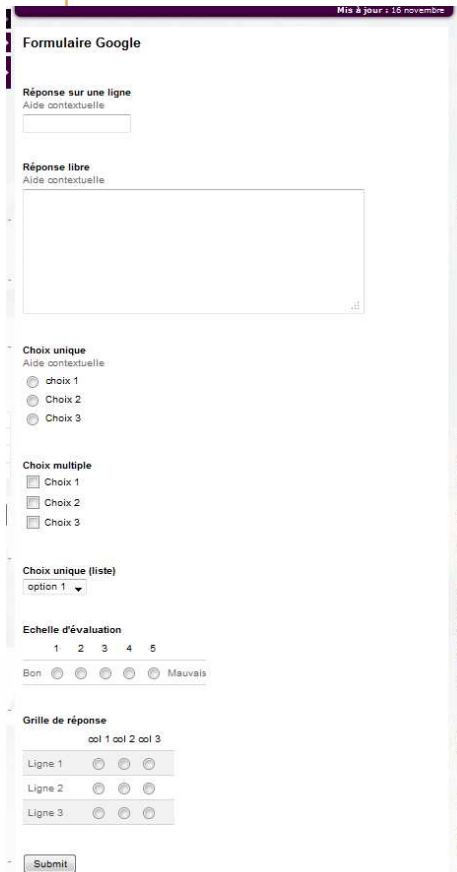 Mis à jour : 16 novembre
Formulaire Google
Réponse sur une ligne
Aide contextuelle
Réponse libre
Aide contextuelle
Choix unique
Aide contextuelle
choix 1
Choix 2
Choix 3
Choix multiple
Choix 1
Choix 2
Choix 3
Choix unique (liste)
option 1
Echelle d'évaluation
1 2 3 4 5
Bon Mauvais
Grille de réponse
col 1 col 2 col 3
Ligne 1
Ligne 2
Ligne 3
Submit